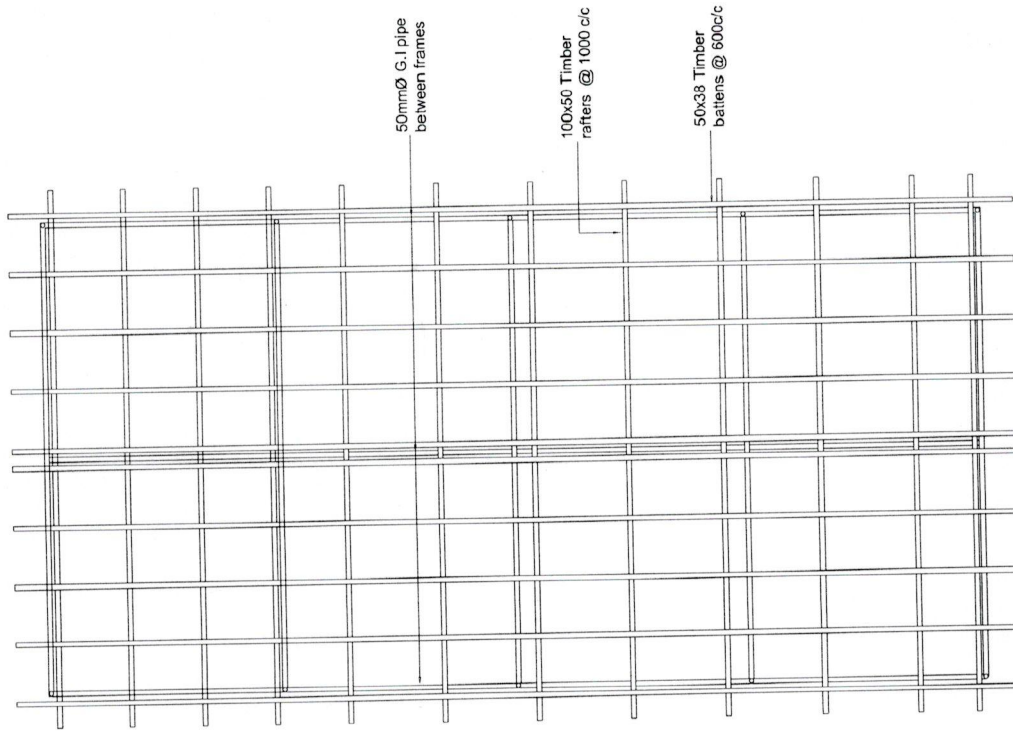 50mmØ G.I pipe
between frames
100x50 Timber
rafters @ 1000 c/c
50x38 Timber
battens @ 600c/c